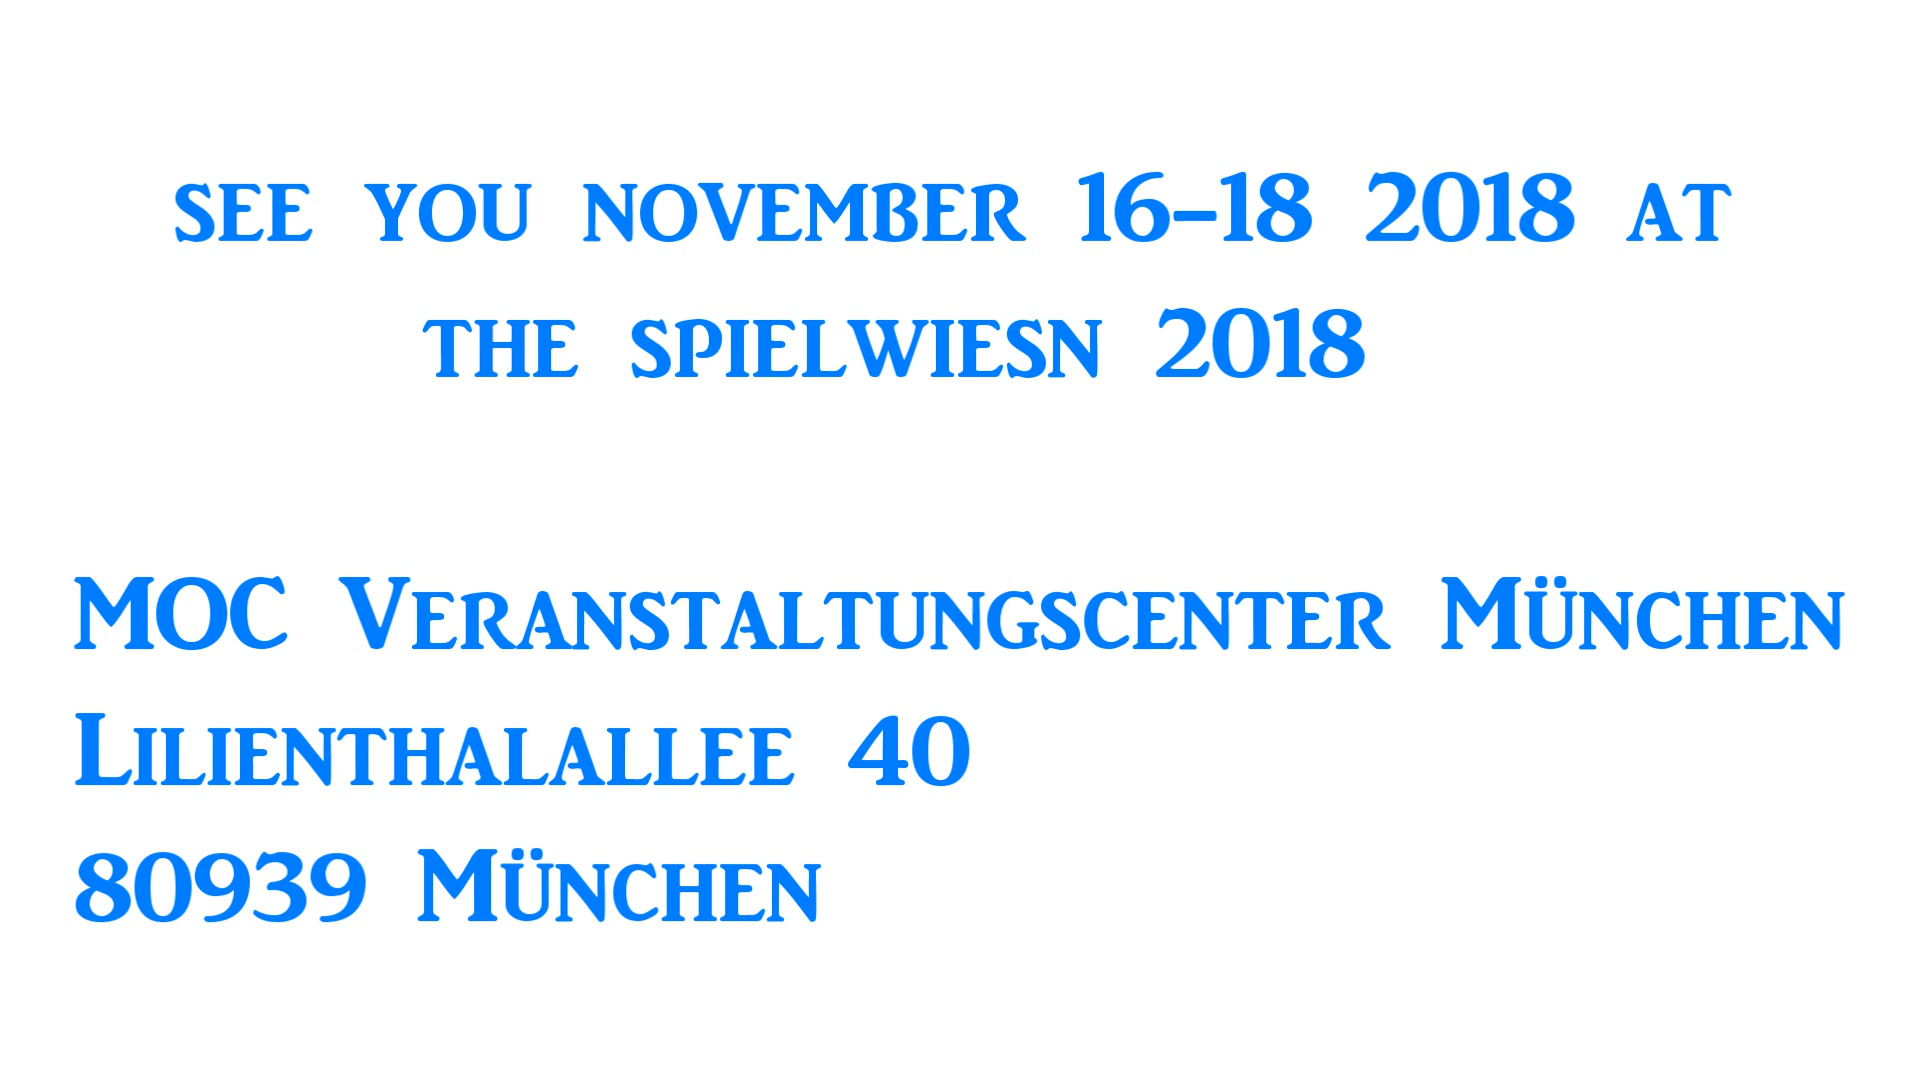 see you november 16–18 2018 at
the spielwiesn 2018
MOC Veranstaltungscenter München
Lilienthalallee 40
80939 München